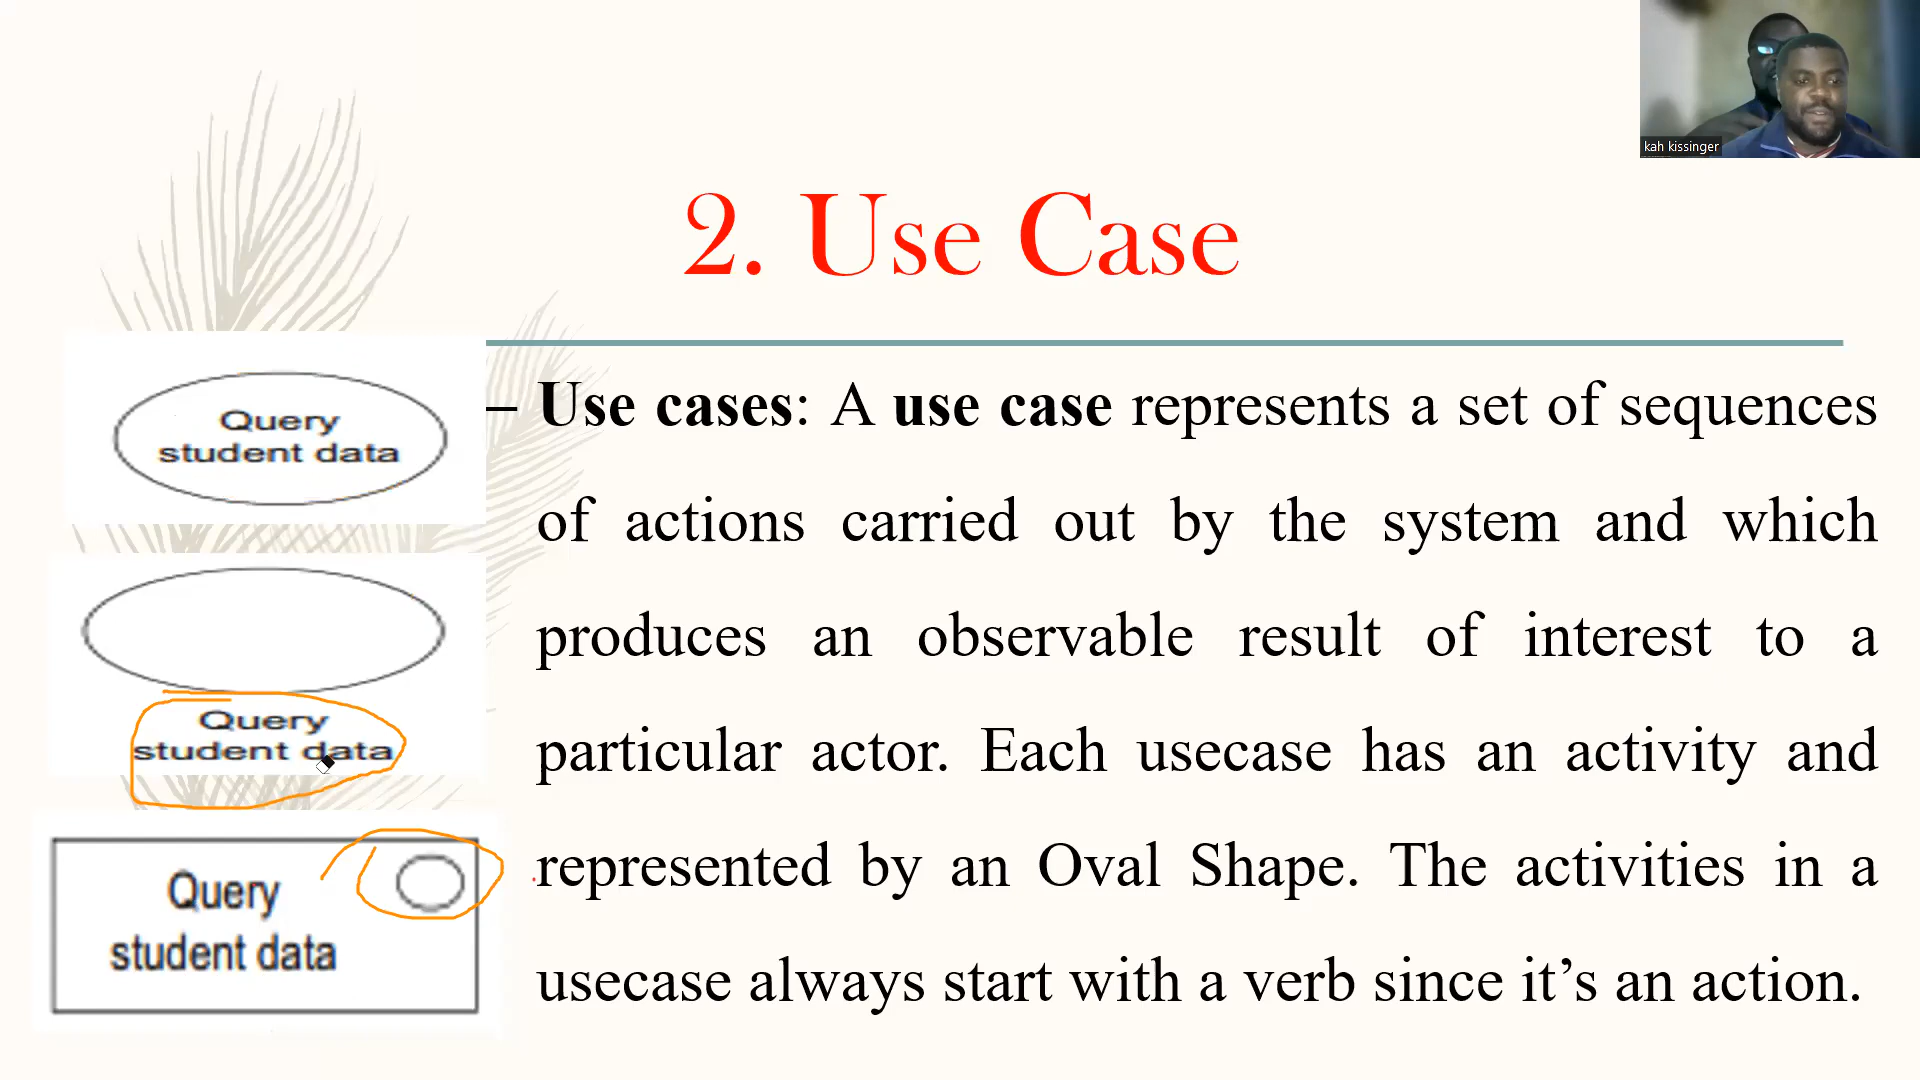 kah kissinger
2. Use Case
Query
student data
Query
student data
Query
student data
– Use cases: A use case represents a set of sequences
of actions carried out by the system and which
produces an observable result of interest to a
particular actor. Each usecase has an activity and
represented by an Oval Shape. The activities in a
usecase always start with a verb since it’s an action.